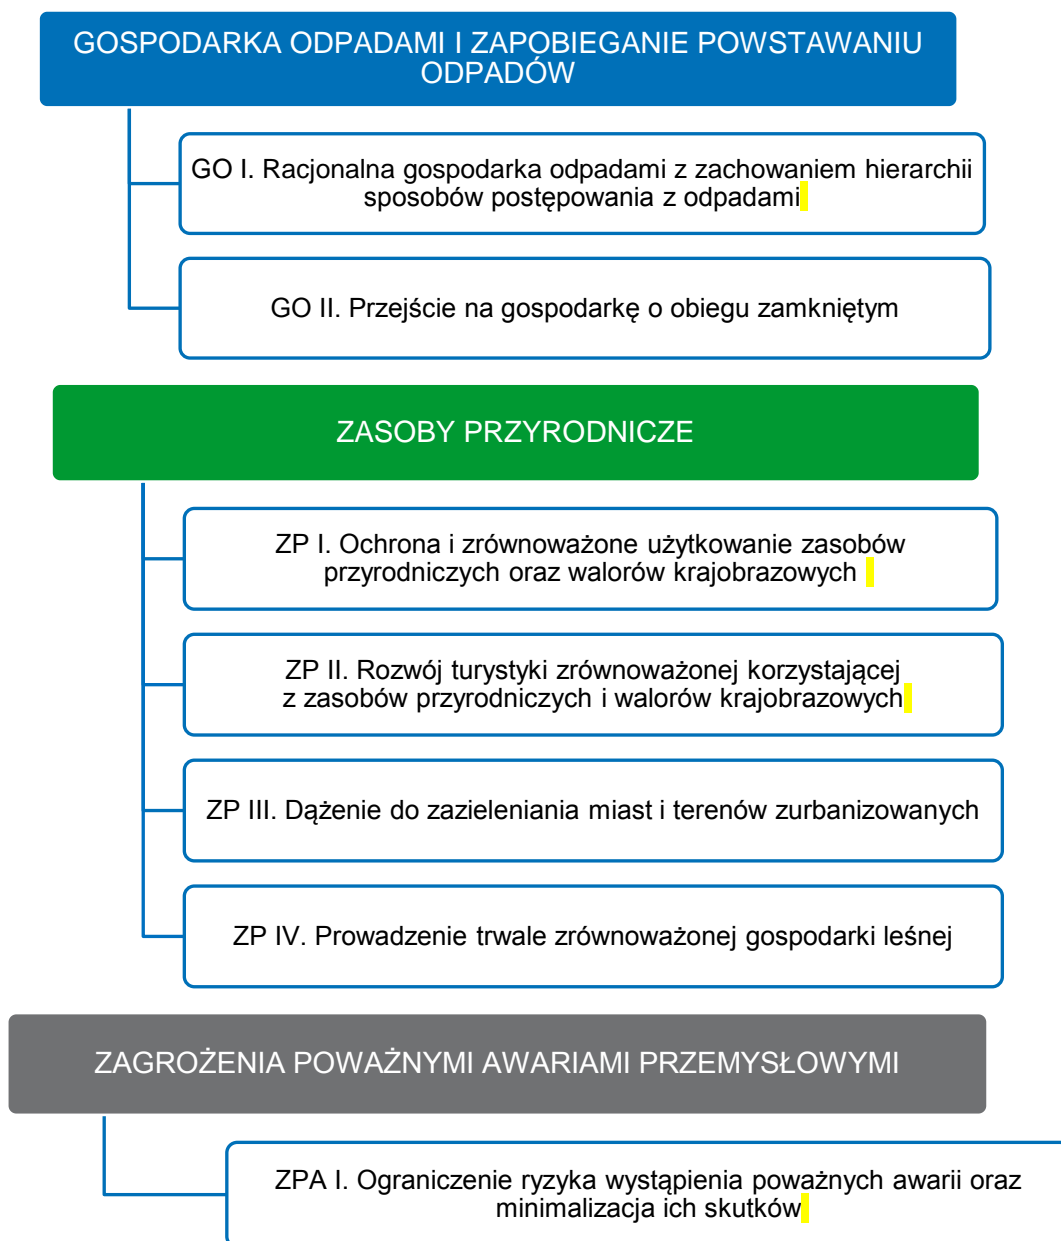 GOSPODARKA ODPADAMI I ZAPOBIEGANIE POWSTAWANIU
ODPADÓW
GO I. Racjonalna gospodarka odpadami z zachowaniem hierarchii
sposobów postępowania z odpadami
GO II. Przejście na gospodarkę o obiegu zamkniętym
ZASOBY PRZYRODNICZE
ZP I. Ochrona i zrównoważone użytkowanie zasobów
przyrodniczych oraz walorów krajobrazowych
ZP II. Rozwój turystyki zrównoważonej korzystającej
z zasobów przyrodniczych i walorów krajobrazowych
ZP III. Dążenie do zazieleniania miast i terenów zurbanizowanych
ZP IV. Prowadzenie trwale zrównoważonej gospodarki leśnej
ZAGROŻENIA POWAŻNYMI AWARIAMI PRZEMYSŁOWYMI
ZPA I. Ograniczenie ryzyka wystąpienia poważnych awarii oraz
minimalizacja ich skutków